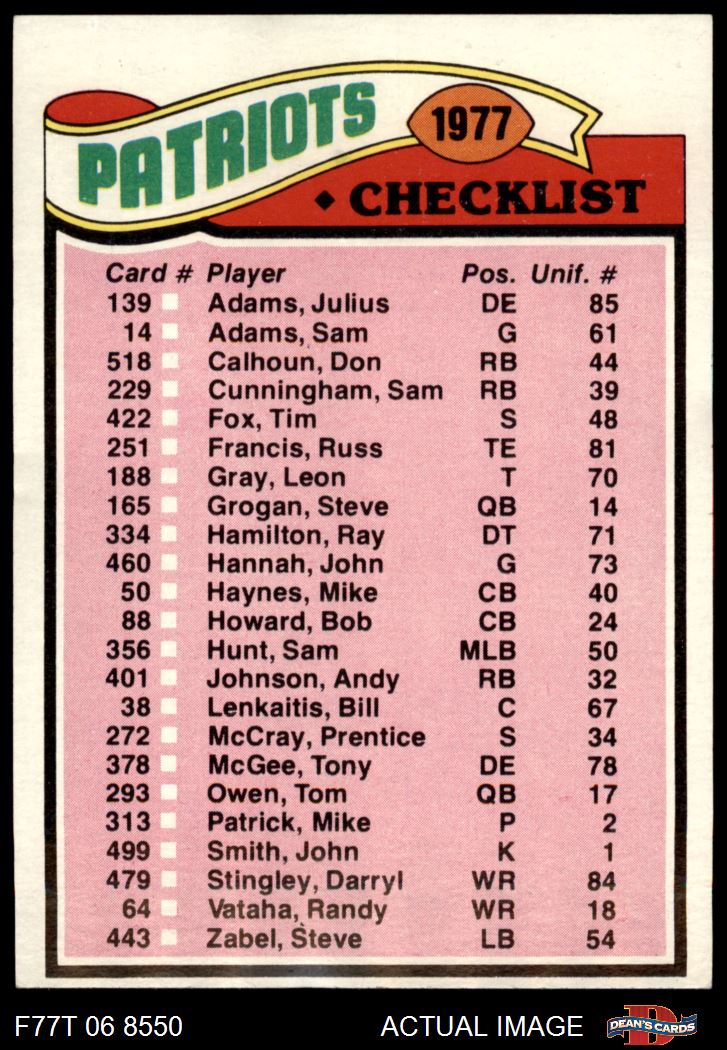 PATRIOTS 1977
◆ CHECKLIST
Card # Player Pos. Unif. #
139 Adams, Julius DE 85
14 Adams, Sam G 61
518 Calhoun, Don RB 44
229 Cunningham, Sam RB 39
422 Fox, Tim S 48
251 Francis, Russ TE 81
188 Gray, Leon T 70
165 Grogan, Steve QB 14
334 Hamilton, Ray DT 71
460 Hannah, John G 73
50 Haynes, Mike CB 40
88 Howard, Bob CB 24
356 Hunt, Sam MLB 50
401 Johnson, Andy RB 32
38 Lenkaitis, Bill C 67
272 McCray, Prentice S 34
378 McGee, Tony DE 78
293 Owen, Tom QB 17
313 Patrick, Mike P 2
499 Smith, John K 1
479 Stingley, Darryl WR 84
64 Vataha, Randy WR 18
443 Zabel, Steve LB 54
F77T 06 8550 ACTUAL IMAGE DEAN'S CARDS